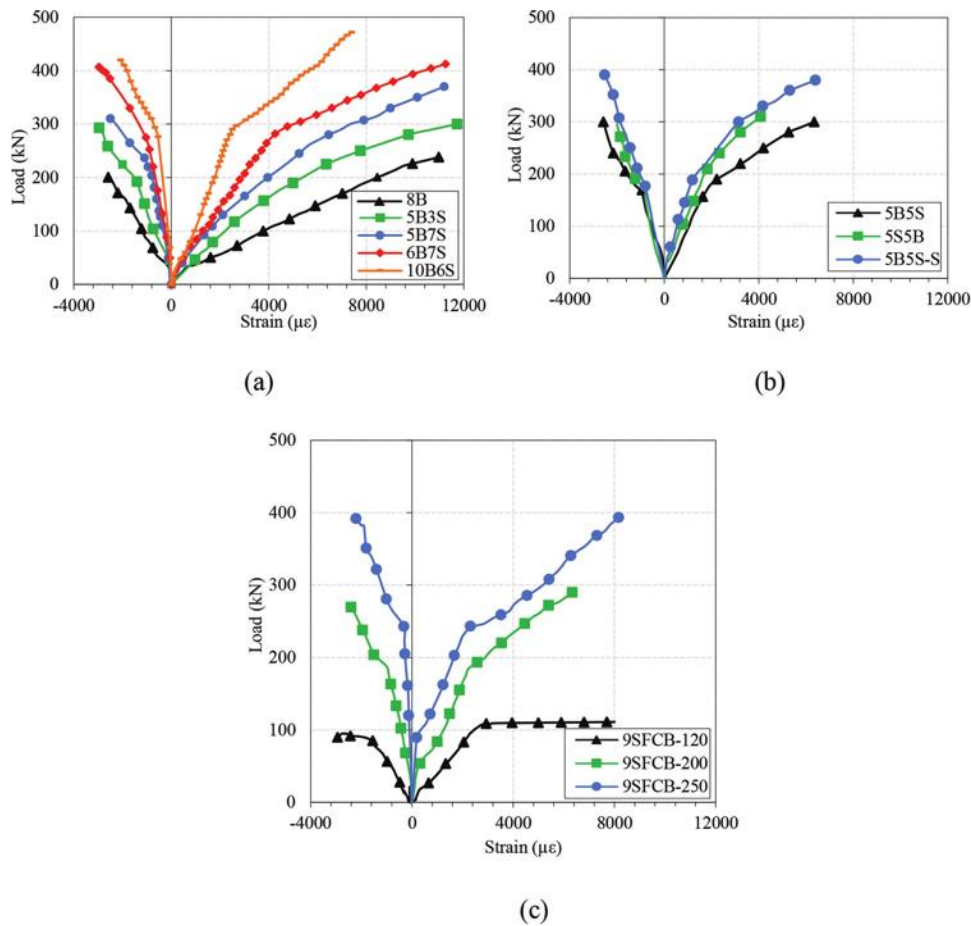 500
400
300
200
100
0
Load (kN)
8B
5B3S
5B7S
6B7S
10B6S
-4000 0 4000 8000 12000
Strain (με)
(a)
500
400
300
200
100
0
Load (kN)
5B5S
5S5B
5B5S-S
-4000 0 4000 8000 12000
Strain (με)
(b)
500
400
300
200
100
0
Load (kN)
9SFCB-120
9SFCB-200
9SFCB-250
-4000 0 4000 8000 12000
Strain (με)
(c)